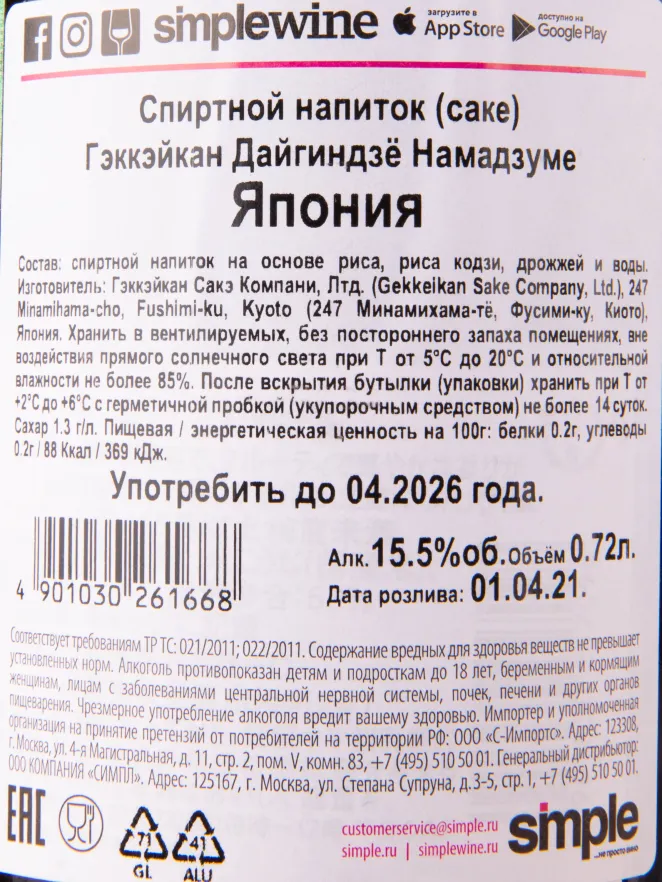 simplewine загрузите в App Store доступно на Google Play
Спиртной напиток (саке)
Гэккэйкан Дайгиндзё Намадзуме
Япония
Состав: спиртной напиток на основе риса, риса кодзи, дрожжей и воды.
Изготовитель: Гэккэйкан Сакэ Компани, Лтд. (Gekkeikan Sake Company, Ltd.), 247
Minamihama-cho, Fushimi-ku, Kyoto (247 Минамихама-тё, Фусими-ку, Киото),
Япония. Хранить в вентилируемых, без постороннего запаха помещениях, вне
воздействия прямого солнечного света при Т от 5°С до 20°С и относительной
влажности не более 85%. После вскрытия бутылки (упаковки) хранить при Т от
+2°С до +6°С с герметичной пробкой (укупорочным средством) не более 14 суток.
Сахар 1.3 г/л. Пищевая / энергетическая ценность на 100г: белки 0.2г, углеводы
0.2г / 88 Ккал / 369 кДж.
Употребить до 04.2026 года.
Алк. 15.5%об. Объём 0.72л.
Дата розлива: 01.04.21.
4 901030 261668
Соответствует требованиям ТР ТС: 021/2011; 022/2011. Содержание вредных для здоровья веществ не превышает
установленных норм. Алкоголь противопоказан детям и подросткам до 18 лет, беременным и кормящим
женщинам, лицам с заболеваниями центральной нервной системы, почек, печени и других органов
пищеварения. Чрезмерное употребление алкоголя вредит вашему здоровью. Импортер и уполномоченная
организация на принятие претензий от потребителей на территории РФ: ООО «С-Импортс». Адрес: 123308,
г. Москва, ул. 4-я Магистральная, д. 11, стр. 2, пом. V, комн. 83, +7 (495) 510 50 01. Генеральный дистрибьютор:
ООО КОМПАНИЯ «СИМПЛ». Адрес: 125167, г. Москва, ул. Степана Супруна, д.3-5, стр.1, +7 (495) 510 50 01.
EAC
71
GL
41
ALU
customerservice@simple.ru
simple.ru | simplewine.ru
simple
...не просто вино